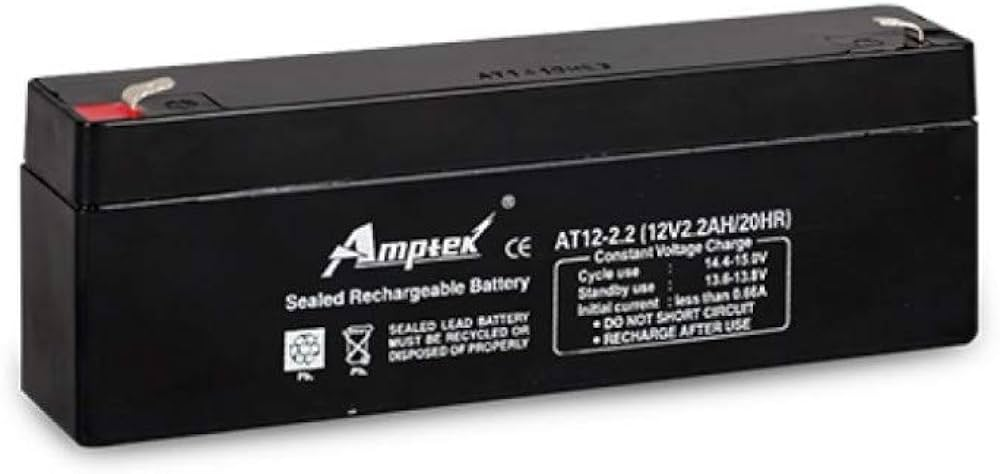 Amptek ® CE
Sealed Rechargeable Battery
Pb
SEALED LEAD BATTERY
MUST BE RECYCLED OR
DISPOSED OF PROPERLY
AT12-2.2 (12V2.2AH/20HR)
Constant Voltage Charge
Cycle use : 14.4-15.0V
Standby use : 13.6-13.8V
Initial current : less than 0.66A
• DO NOT SHORT CIRCUIT
• RECHARGE AFTER USE